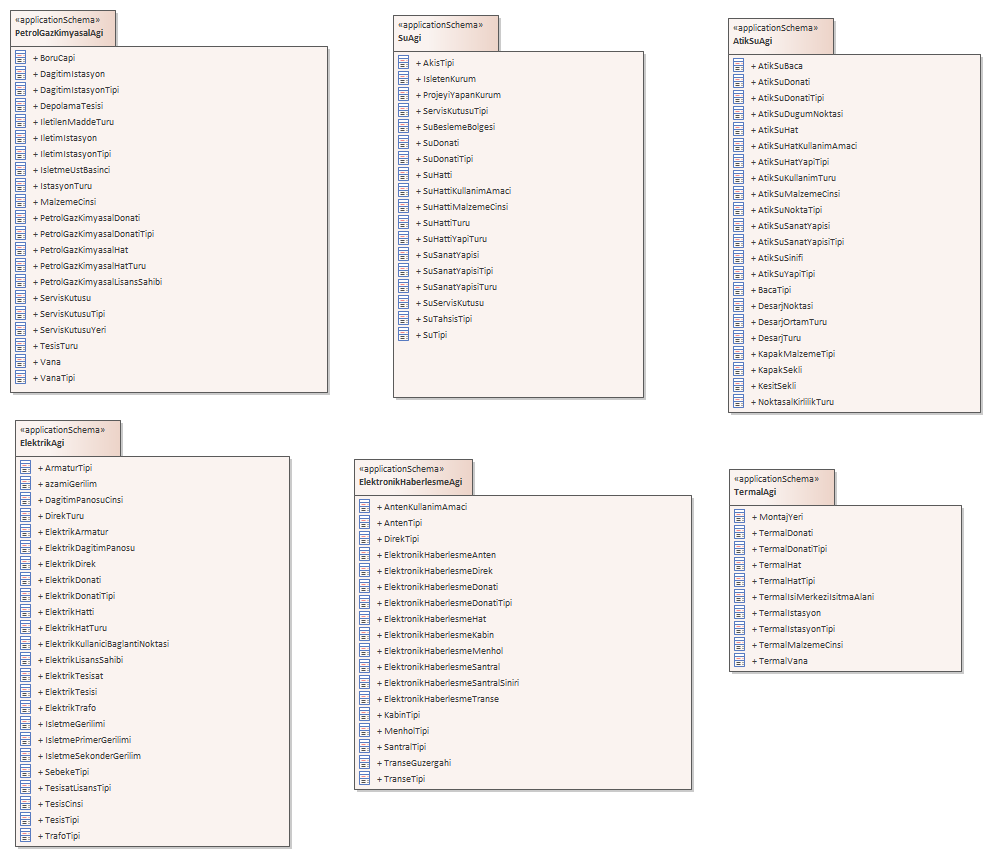 «applicationSchema»
PetrolGazKimyasalAgi
+ BoruCapi
+ DagitimIstasyon
+ DagitimIstasyonTipi
+ DepolamaTesisi
+ IletilenMaddeTuru
+ IletimIstasyon
+ IletimIstasyonTipi
+ IsletmeUstBasinci
+ IstasyonTuru
+ MalzemeCinsi
+ PetrolGazKimyasalDonati
+ PetrolGazKimyasalDonatiTipi
+ PetrolGazKimyasalHat
+ PetrolGazKimyasalHatTuru
+ PetrolGazKimyasalLisansSahibi
+ ServisKutusu
+ ServisKutusuTipi
+ ServisKutusuYeri
+ TesisTuru
+ Vana
+ VanaTipi
«applicationSchema»
SuAgi
+ AkisTipi
+ IsletenKurum
+ ProjeyiYapanKurum
+ ServisKutusuTipi
+ SuBeslemeBolgesi
+ SuDonati
+ SuDonatiTipi
+ SuHatti
+ SuHattiKullanimAmaci
+ SuHattiMalzemeCinsi
+ SuHattiTuru
+ SuHattiYapiTuru
+ SuSanatYapisi
+ SuSanatYapisiTipi
+ SuSanatYapisiTuru
+ SuServisKutusu
+ SuTahsisTipi
+ SuTipi
«applicationSchema»
AtikSuAgi
+ AtikSuBaca
+ AtikSuDonati
+ AtikSuDonatiTipi
+ AtikSuDugumNoktasi
+ AtikSuHat
+ AtikSuHatKullanimAmaci
+ AtikSuHatYapiTipi
+ AtikSuKullanimTuru
+ AtikSuMalzemeCinsi
+ AtikSuNoktaTipi
+ AtikSuSanatYapisi
+ AtikSuSanatYapisiTipi
+ AtikSuSinifi
+ AtikSuYapiTipi
+ BacaTipi
+ DesarjNoktasi
+ DesarjOrtamTuru
+ DesarjTuru
+ KapakMalzemeTipi
+ KapakSekli
+ KesitSekli
+ NoktasalKirlilikTuru
«applicationSchema»
ElektrikAgi
+ ArmaturTipi
+ azamiGerilim
+ DagitimPanosuCinsi
+ DirekTuru
+ ElektrikArmatur
+ ElektrikDagitimPanosu
+ ElektrikDirek
+ ElektrikDonati
+ ElektrikDonatiTipi
+ ElektrikHatti
+ ElektrikHatTuru
+ ElektrikKullaniciBaglantiNoktasi
+ ElektrikLisansSahibi
+ ElektrikTesisat
+ ElektrikTesisi
+ ElektrikTrafo
+ IsletmeGerilimi
+ IsletmePrimerGerilimi
+ IsletmeSekonderGerilim
+ SebekeTipi
+ TesisatLisansTipi
+ TesisCinsi
+ TesisTipi
+ TrafoTipi
«applicationSchema»
ElektronikHaberlesmeAgi
+ AntenKullanimAmaci
+ AntenTipi
+ DirekTipi
+ ElektronikHaberlesmeAnten
+ ElektronikHaberlesmeDirek
+ ElektronikHaberlesmeDonati
+ ElektronikHaberlesmeDonatiTipi
+ ElektronikHaberlesmeHat
+ ElektronikHaberlesmeKabin
+ ElektronikHaberlesmeMenhol
+ ElektronikHaberlesmeSantral
+ ElektronikHaberlesmeSantralSiniri
+ ElektronikHaberlesmeTranse
+ KabinTipi
+ MenholTipi
+ SantralTipi
+ TranseGuzergahi
+ TranseTipi
«applicationSchema»
TermalAgi
+ MontajYeri
+ TermalDonati
+ TermalDonatiTipi
+ TermalHat
+ TermalHatTipi
+ TermalIsiMerkeziIsitmaAlani
+ TermalIstasyon
+ TermalIstasyonTipi
+ TermalMalzemeCinsi
+ TermalVana